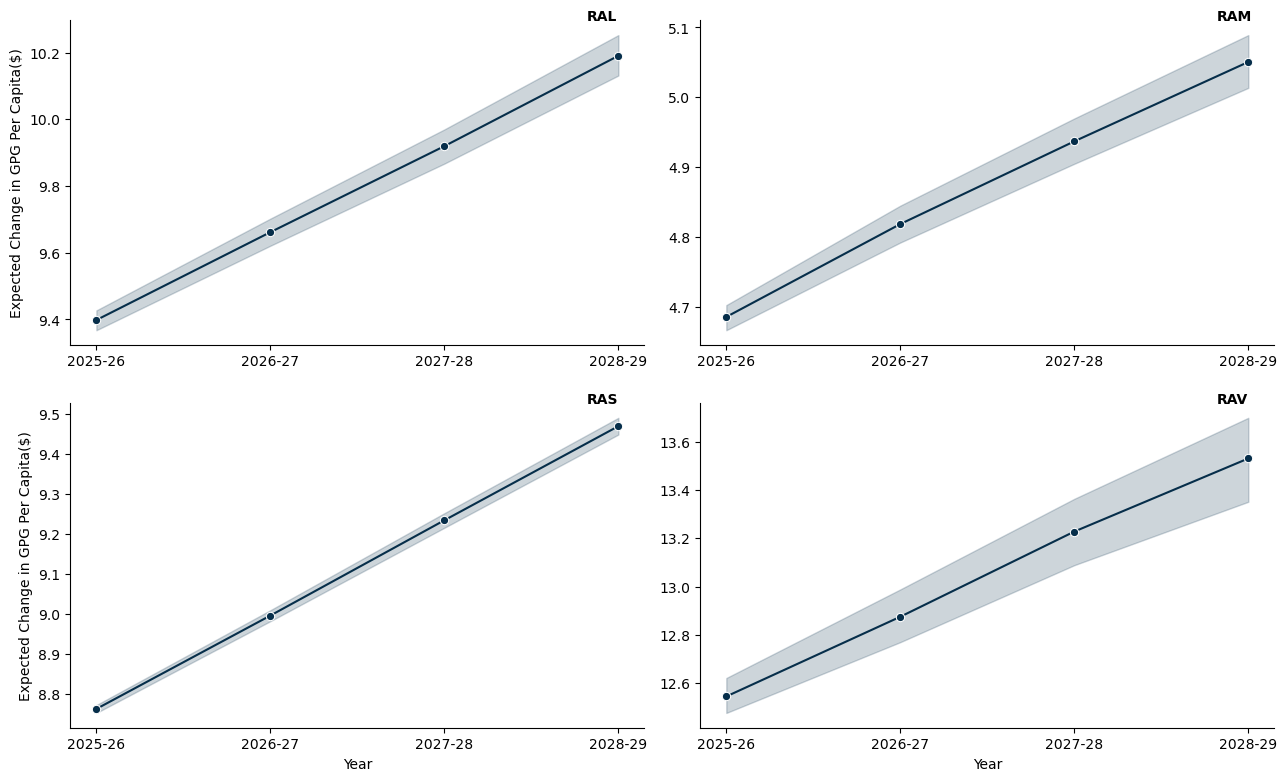 RAL
Expected Change in GPG Per Capita($)
10.2
10.0
9.8
9.6
9.4
2025-26 2026-27 2027-28 2028-29
RAM
5.1
5.0
4.9
4.8
4.7
2025-26 2026-27 2027-28 2028-29
RAS
Expected Change in GPG Per Capita($)
9.5
9.4
9.3
9.2
9.1
9.0
8.9
8.8
2025-26 2026-27 2027-28 2028-29
Year
RAV
13.6
13.4
13.2
13.0
12.8
12.6
2025-26 2026-27 2027-28 2028-29
Year